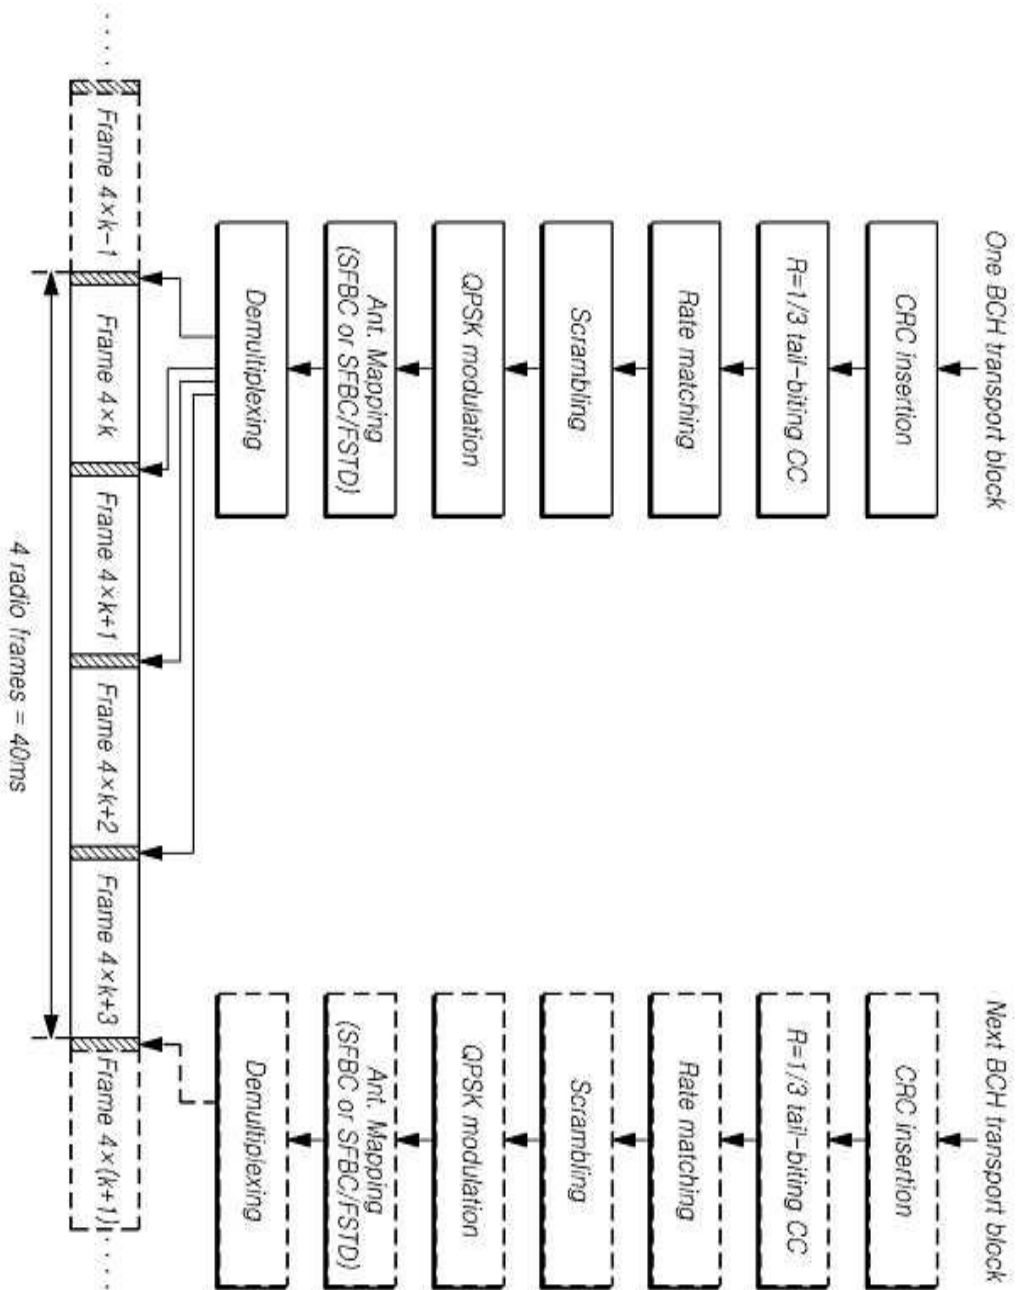 One BCH transport block
CRC insertion
R=1/3 tail-biting CC
Rate matching
Scrambling
QPSK modulation
Ant. Mapping
(SFBC or SFBC/FSTD)
Demultiplexing
Next BCH transport block
CRC insertion
R=1/3 tail-biting CC
Rate matching
Scrambling
QPSK modulation
Ant. Mapping
(SFBC or SFBC/FSTD)
Demultiplexing
. . . . Frame 4×k-1 Frame 4×k Frame 4×k+1 Frame 4×k+2 Frame 4×k+3 Frame 4×(k+1) . . . .
4 radio frames = 40ms